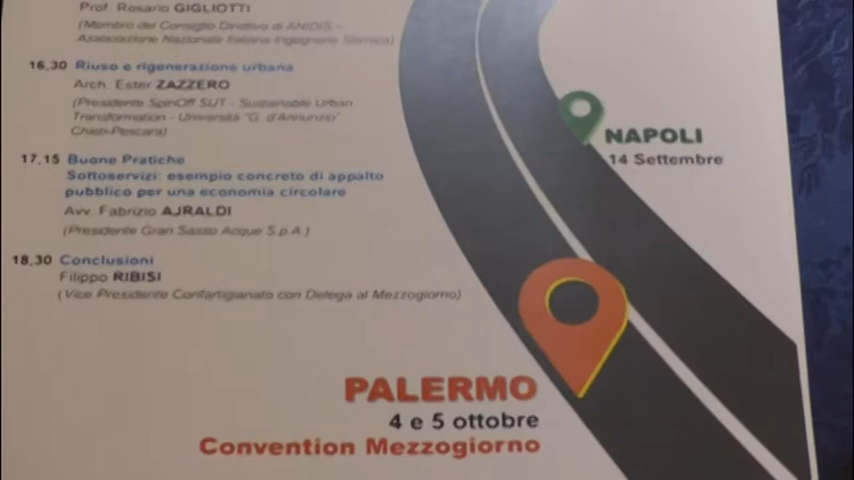 Prof. Rosario GIGLIOTTI
(Membro del Consiglio Direttivo di ANIDIS -
Associazione Nazionale Italiana Ingegneria Sismica)
16,30 Riuso e rigenerazione urbana
Arch. Ester ZAZZERO
(Presidente SpinOff SUT - Sustainable Urban
Transformation - Università "G. d'Annunzio"
Chieti-Pescara)
17,15 Buone Pratiche
Sottoservizi: esempio concreto di appalto
pubblico per una economia circolare
Avv. Fabrizio AJRALDI
(Presidente Gran Sasso Acque S.p.A)
18,30 Conclusioni
Filippo RIBISI
(Vice Presidente Confartigianato con Delega al Mezzogiorno)
NAPOLI
14 Settembre
PALERMO
4 e 5 ottobre
Convention Mezzogiorno